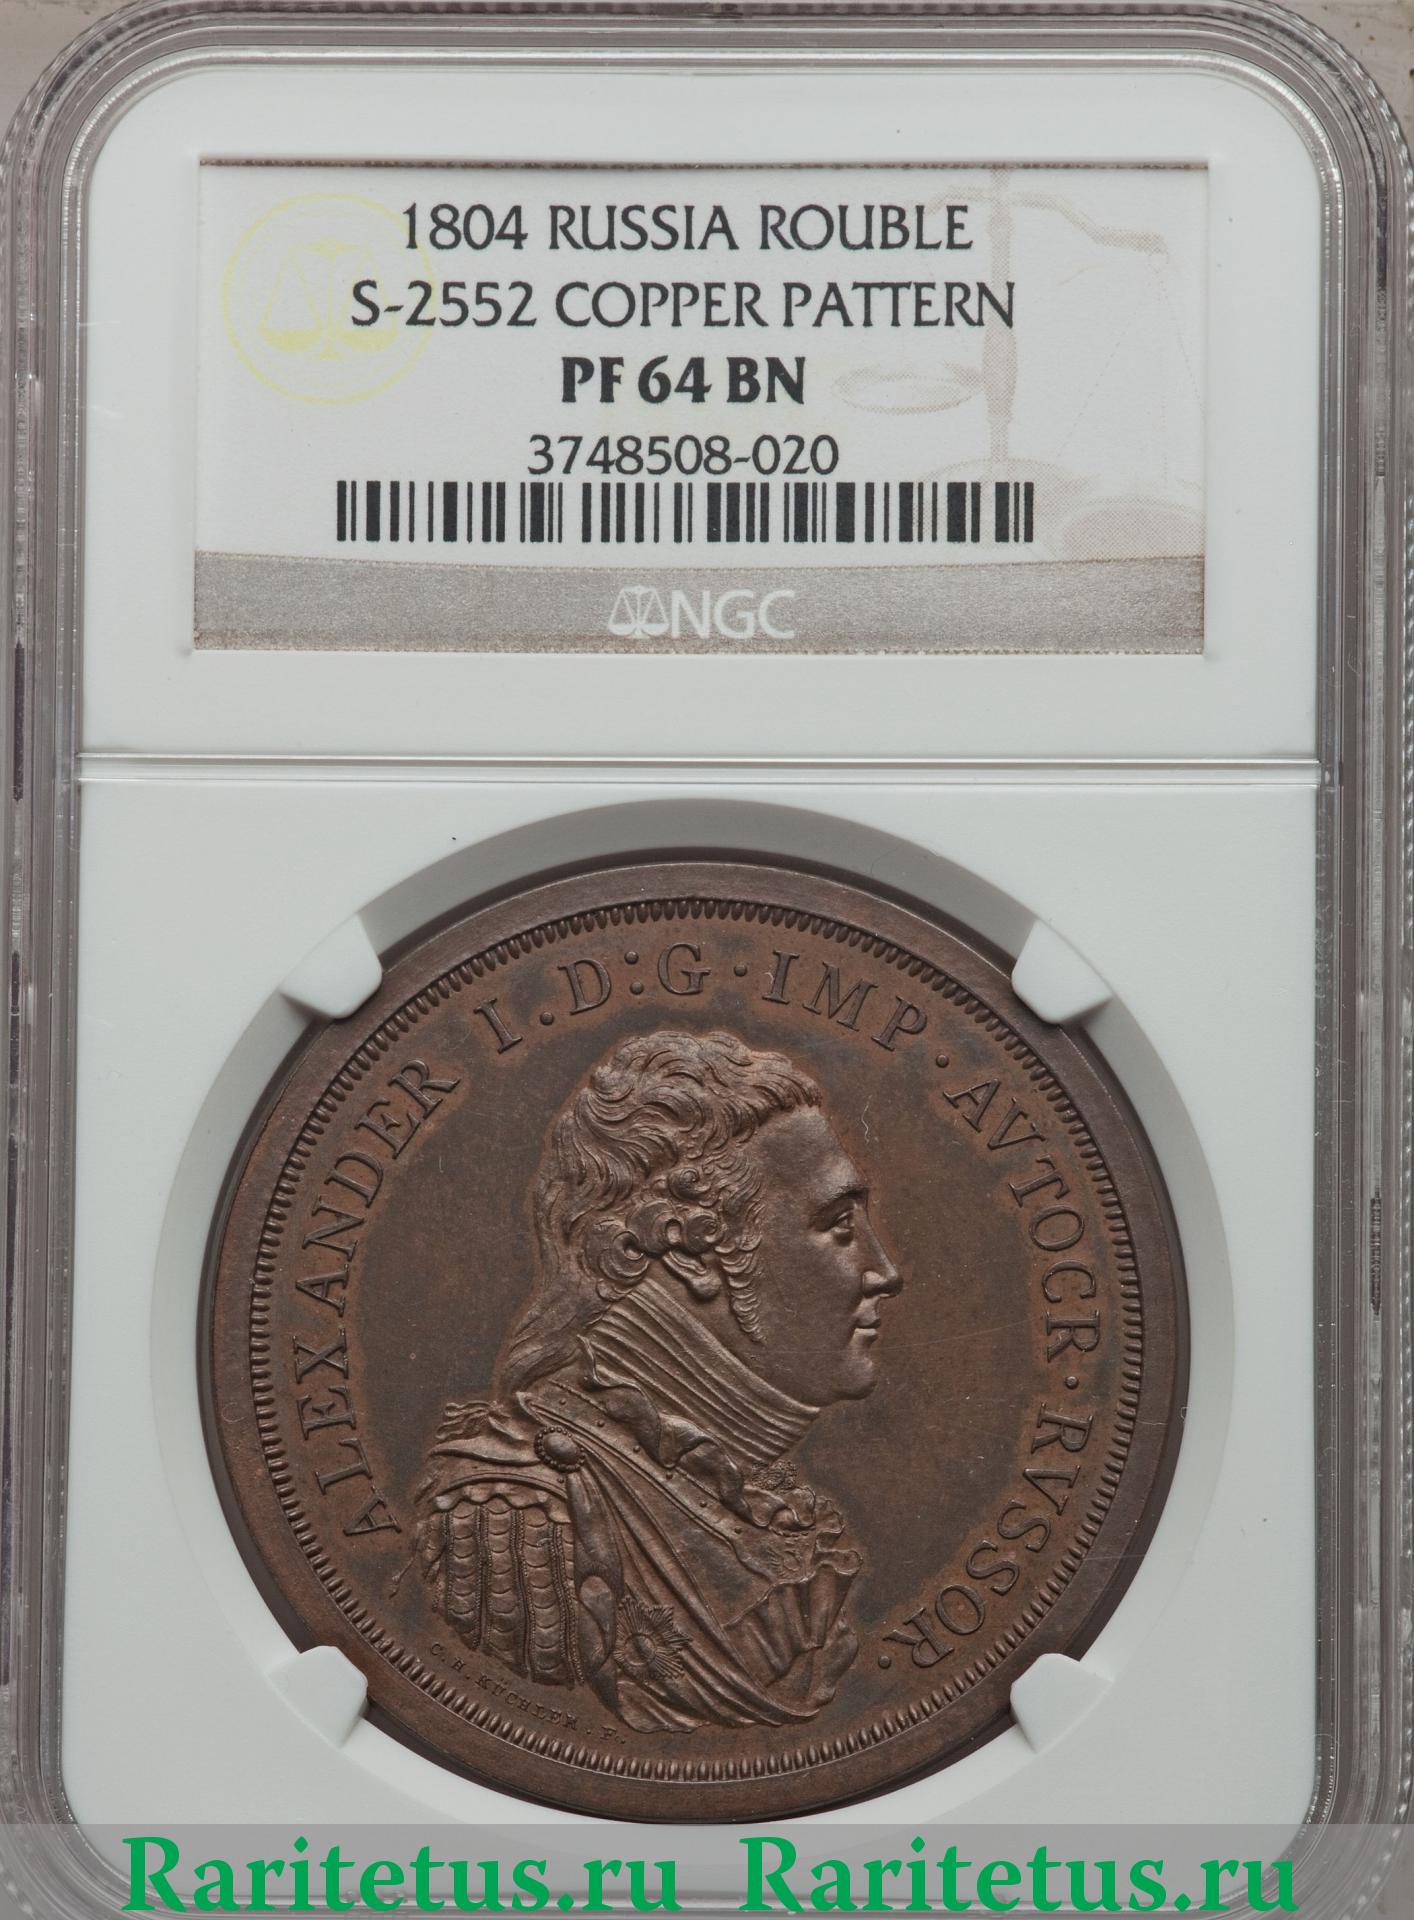 1804 RUSSIA ROUBLE
S-2552 COPPER PATTERN
PF 64 BN
3748508-020
NGC
ALEXANDER I . D : G · IMP · AVTOCR · RVSSOR.
C. H. KÜCHLER . F.
Raritetus.ru Raritetus.ru